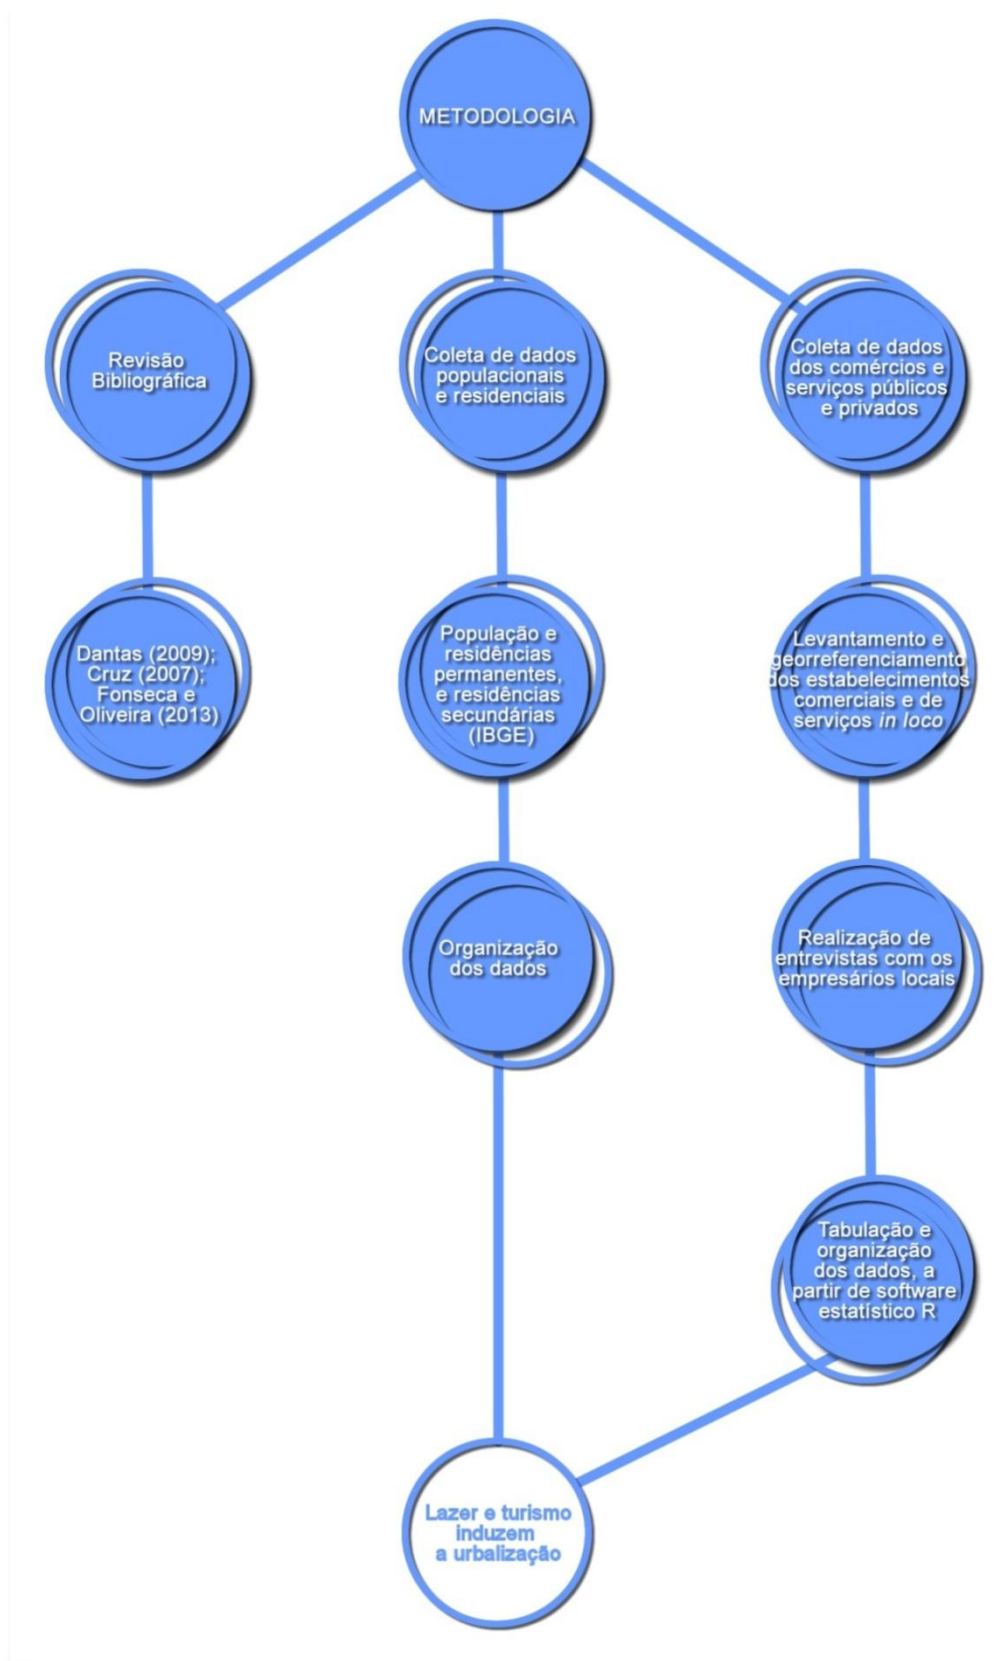 METODOLOGIA
Revisão
Bibliográfica
Coleta de dados
populacionais
e residenciais
Coleta de dados
dos comércios e
serviços públicos
e privados
Dantas (2009);
Cruz (2007);
Fonseca e
Oliveira (2013)
População e
residências
permanentes,
e residências
secundárias
(IBGE)
Levantamento e
georreferenciamento
dos estabelecimentos
comerciais e de
serviços in loco
Organização
dos dados
Realização de
entrevistas com os
empresários locais
Tabulação e
organização
dos dados, a
partir de software
estatístico R
Lazer e turismo
induzem
a urbalização